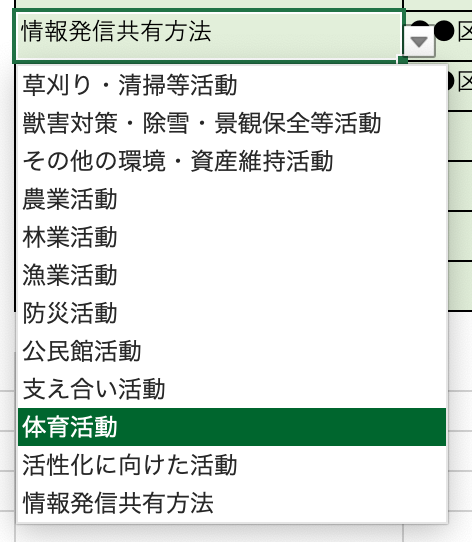 情報発信共有方法
●●区
●区
草刈り・清掃等活動
獣害対策・除雪・景観保全等活動
その他の環境・資産維持活動
農業活動
林業活動
漁業活動
防災活動
公民館活動
支え合い活動
体育活動
活性化に向けた活動
情報発信共有方法